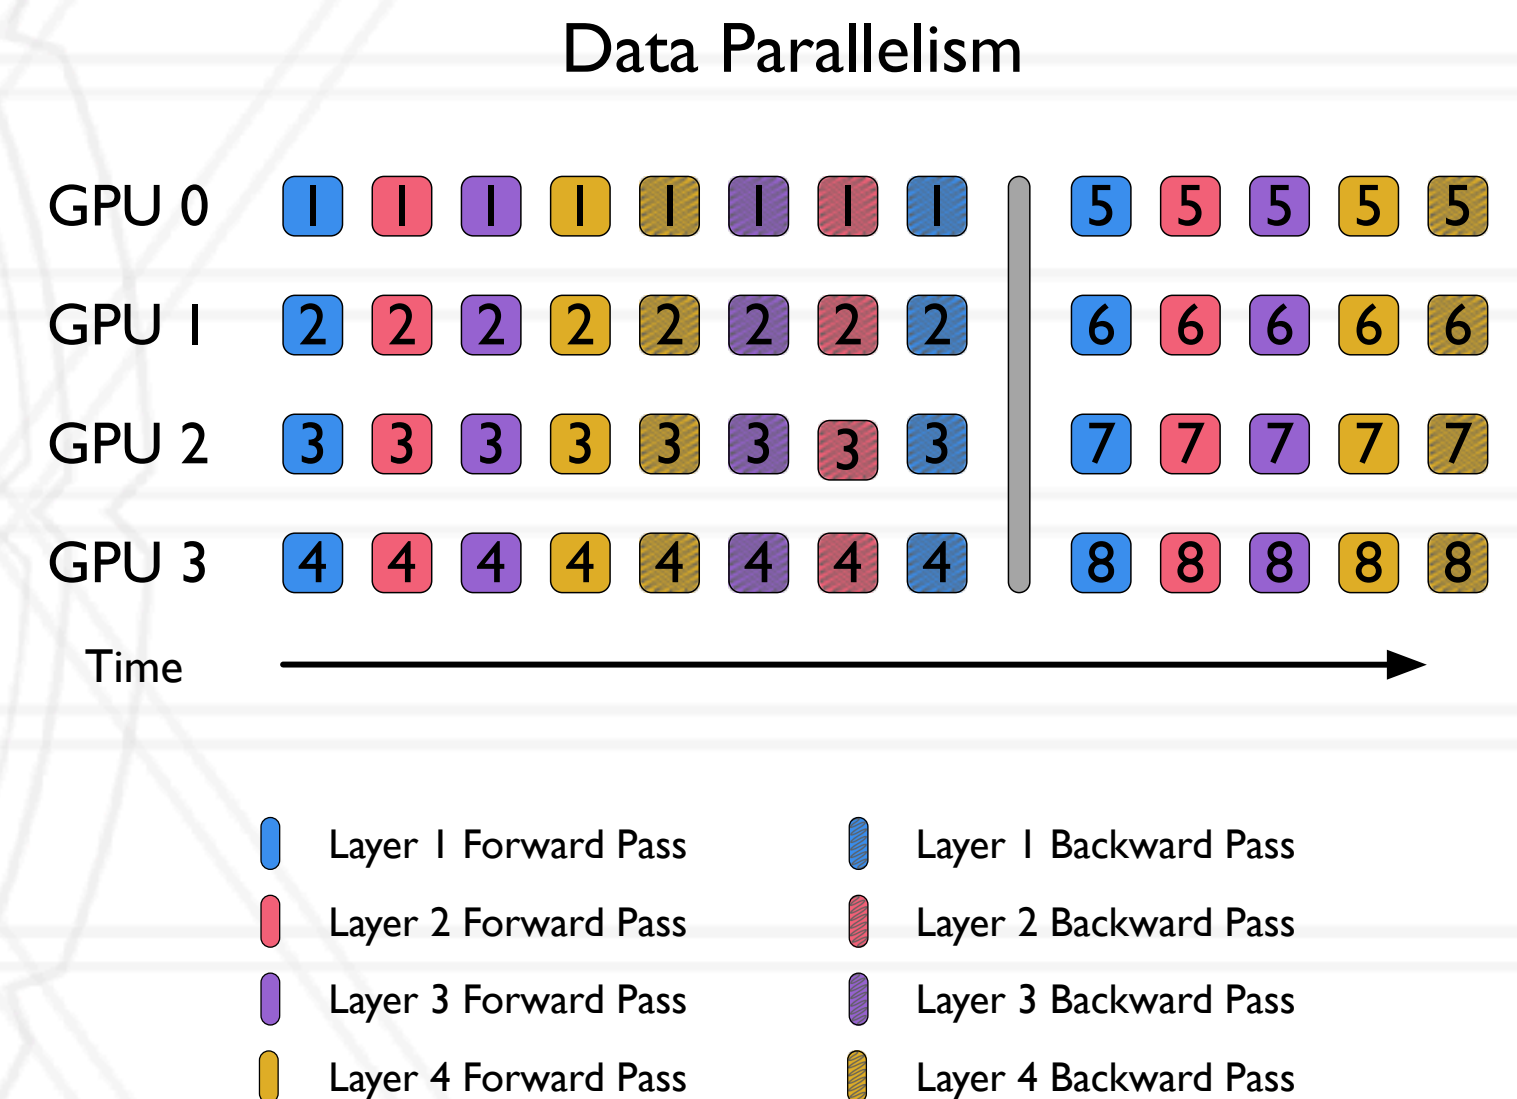 Data Parallelism
GPU 0 1 1 1 1 1 1 1 1 5 5 5 5 5
GPU 1 2 2 2 2 2 2 2 2 6 6 6 6 6
GPU 2 3 3 3 3 3 3 3 3 7 7 7 7 7
GPU 3 4 4 4 4 4 4 4 4 8 8 8 8 8
Time
Layer 1 Forward Pass Layer 1 Backward Pass
Layer 2 Forward Pass Layer 2 Backward Pass
Layer 3 Forward Pass Layer 3 Backward Pass
Layer 4 Forward Pass Layer 4 Backward Pass